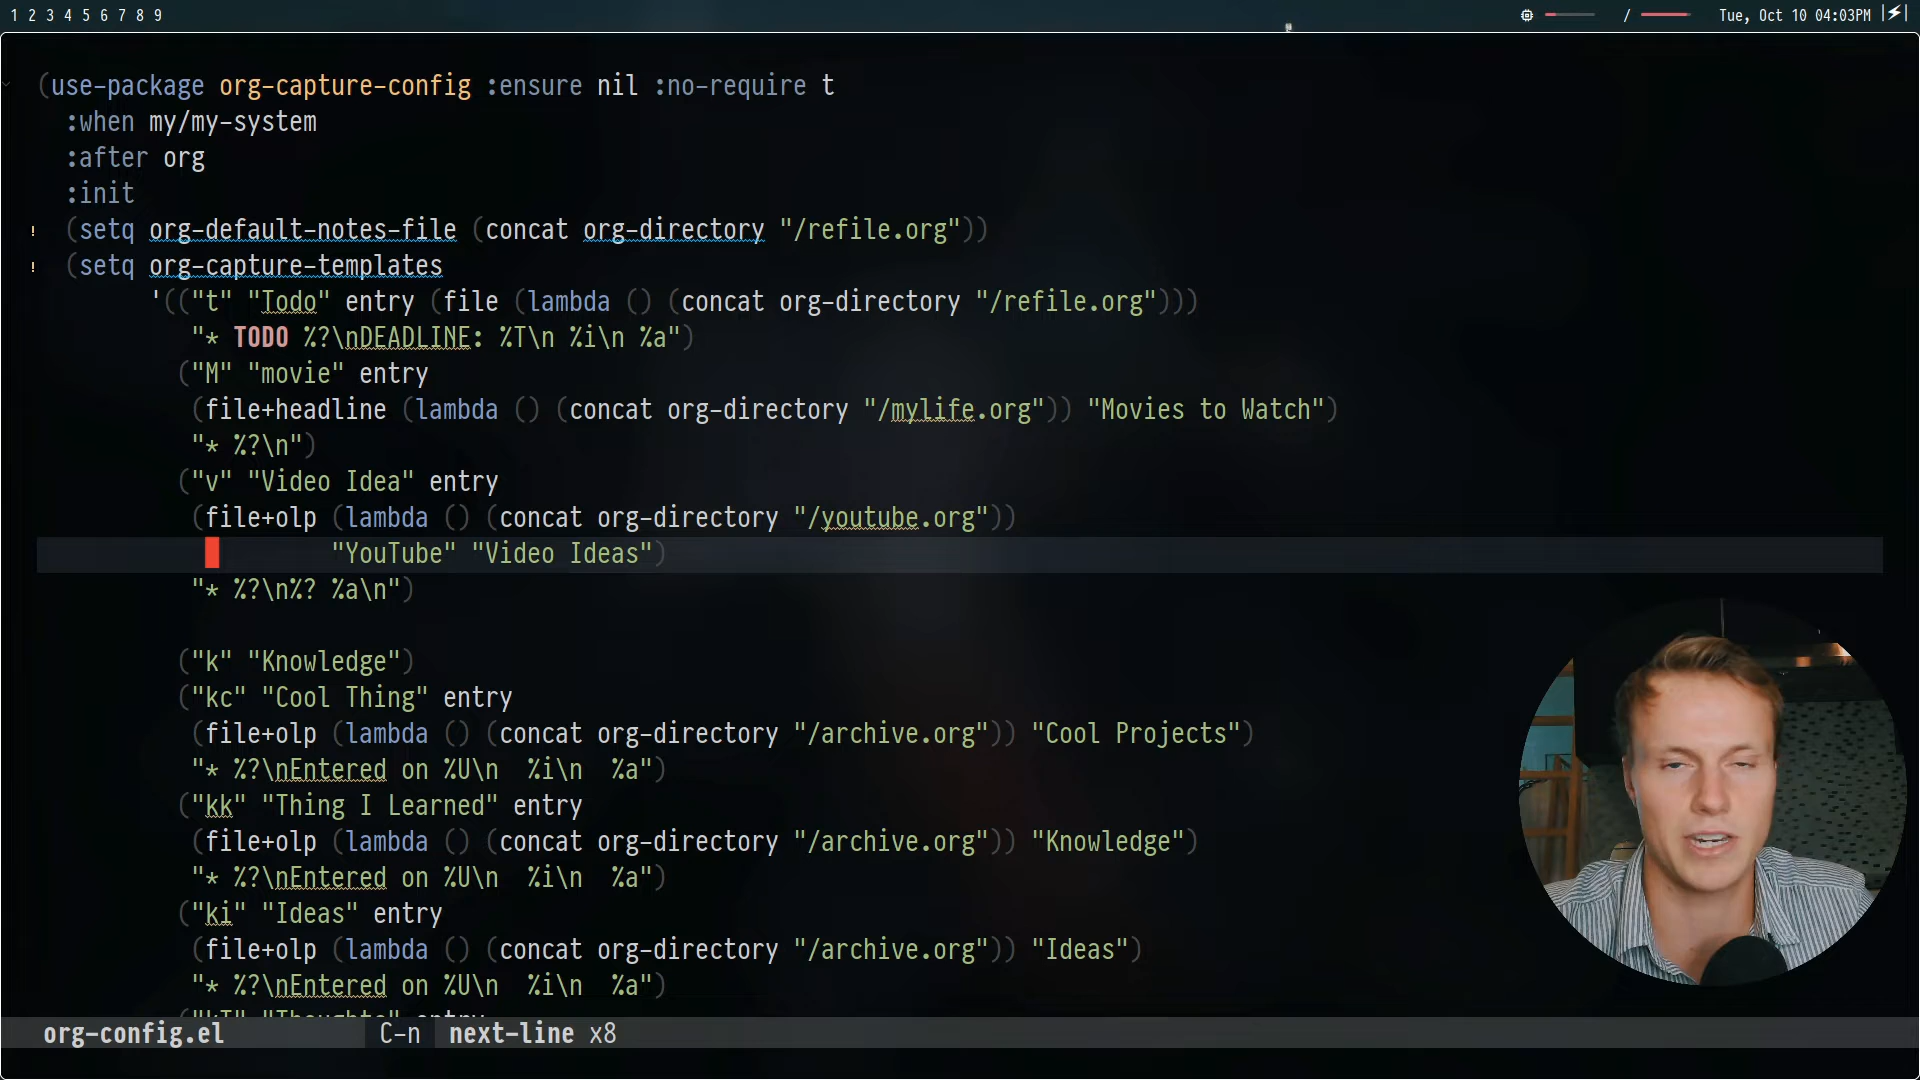 1 2 3 4 5 6 7 8 9
/ Tue, Oct 10 04:03PM
(use-package org-capture-config :ensure nil :no-require t
:when my/my-system
:after org
:init
! (setq org-default-notes-file (concat org-directory "/refile.org"))
! (setq org-capture-templates
'(("t" "Todo" entry (file (lambda () (concat org-directory "/refile.org")))
"* TODO %?\nDEADLINE: %T\n %i\n %a")
("M" "movie" entry
(file+headline (lambda () (concat org-directory "/mylife.org")) "Movies to Watch")
"* %?\n")
("v" "Video Idea" entry
(file+olp (lambda () (concat org-directory "/youtube.org"))
"YouTube" "Video Ideas")
"* %?\n%? %a\n")
("k" "Knowledge")
("kc" "Cool Thing" entry
(file+olp (lambda () (concat org-directory "/archive.org")) "Cool Projects")
"* %?\nEntered on %U\n  %i\n  %a")
("kk" "Thing I Learned" entry
(file+olp (lambda () (concat org-directory "/archive.org")) "Knowledge")
"* %?\nEntered on %U\n  %i\n  %a")
("ki" "Ideas" entry
(file+olp (lambda () (concat org-directory "/archive.org")) "Ideas")
"* %?\nEntered on %U\n  %i\n  %a")
org-config.el C-n next-line x8